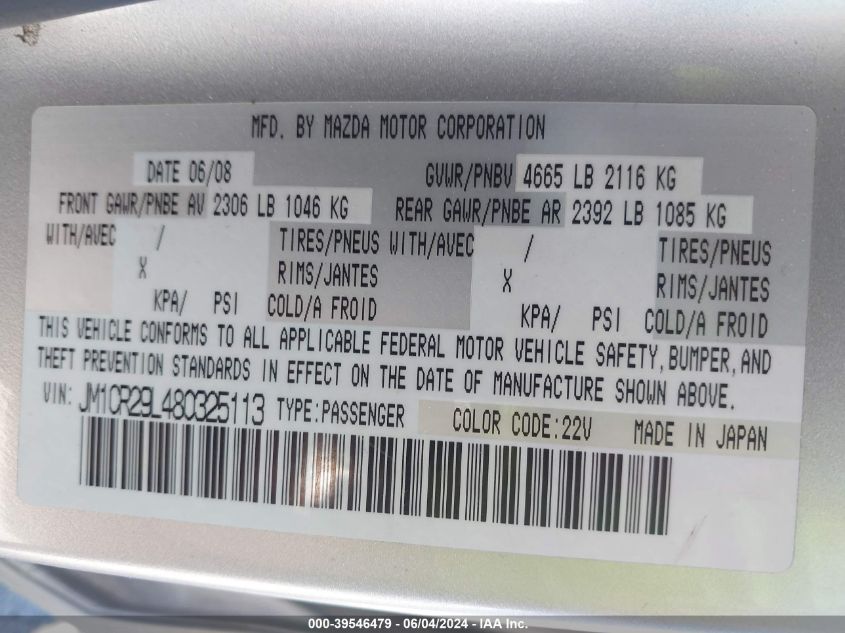 MFD. BY MAZDA MOTOR CORPORATION
DATE 06/08 GVWR/PNBV 4665 LB 2116 KG
FRONT GAWR/PNBE AV 2306 LB 1046 KG REAR GAWR/PNBE AR 2392 LB 1085 KG
WITH/AVEC / TIRES/PNEUS WITH/AVEC / TIRES/PNEUS
X RIMS/JANTES X RIMS/JANTES
KPA/ PSI COLD/A FROID KPA/ PSI COLD/A FROID
THIS VEHICLE CONFORMS TO ALL APPLICABLE FEDERAL MOTOR VEHICLE SAFETY, BUMPER, AND
THEFT PREVENTION STANDARDS IN EFFECT ON THE DATE OF MANUFACTURE SHOWN ABOVE.
VIN: JM1CR29L480325113 TYPE:PASSENGER COLOR CODE:22V MADE IN JAPAN
000-39546479 - 06/04/2024 - IAA Inc.